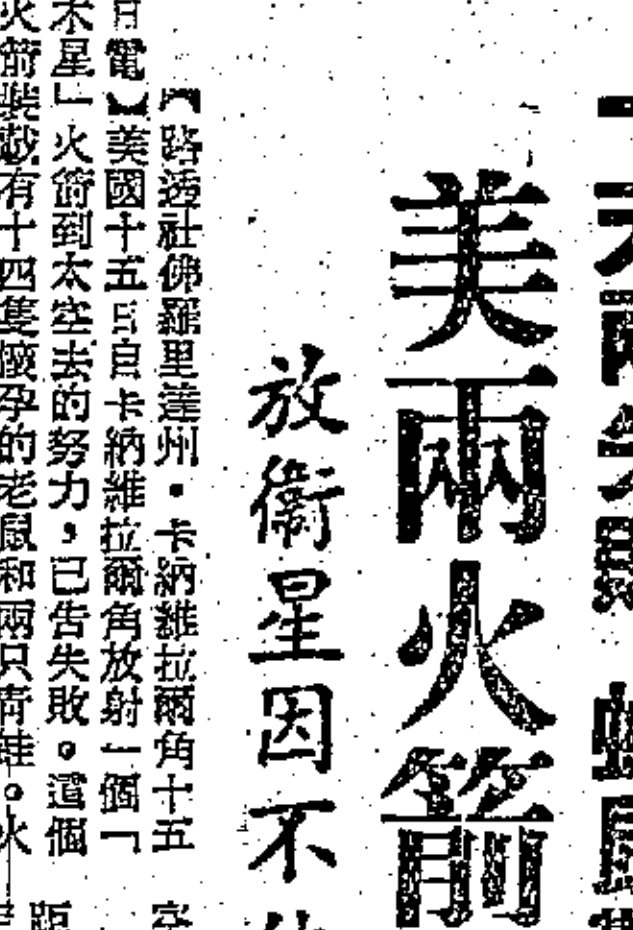 美兩火箭
放衞星因不
【路透社佛羅里達州·卡納維拉爾角十五
日電】美國十五日自卡納維拉爾角放射一個「
木星」火箭到太空去的努力，已告失敗。這個
火箭裝載有十四隻懷孕的老鼠和兩只青蛙。火